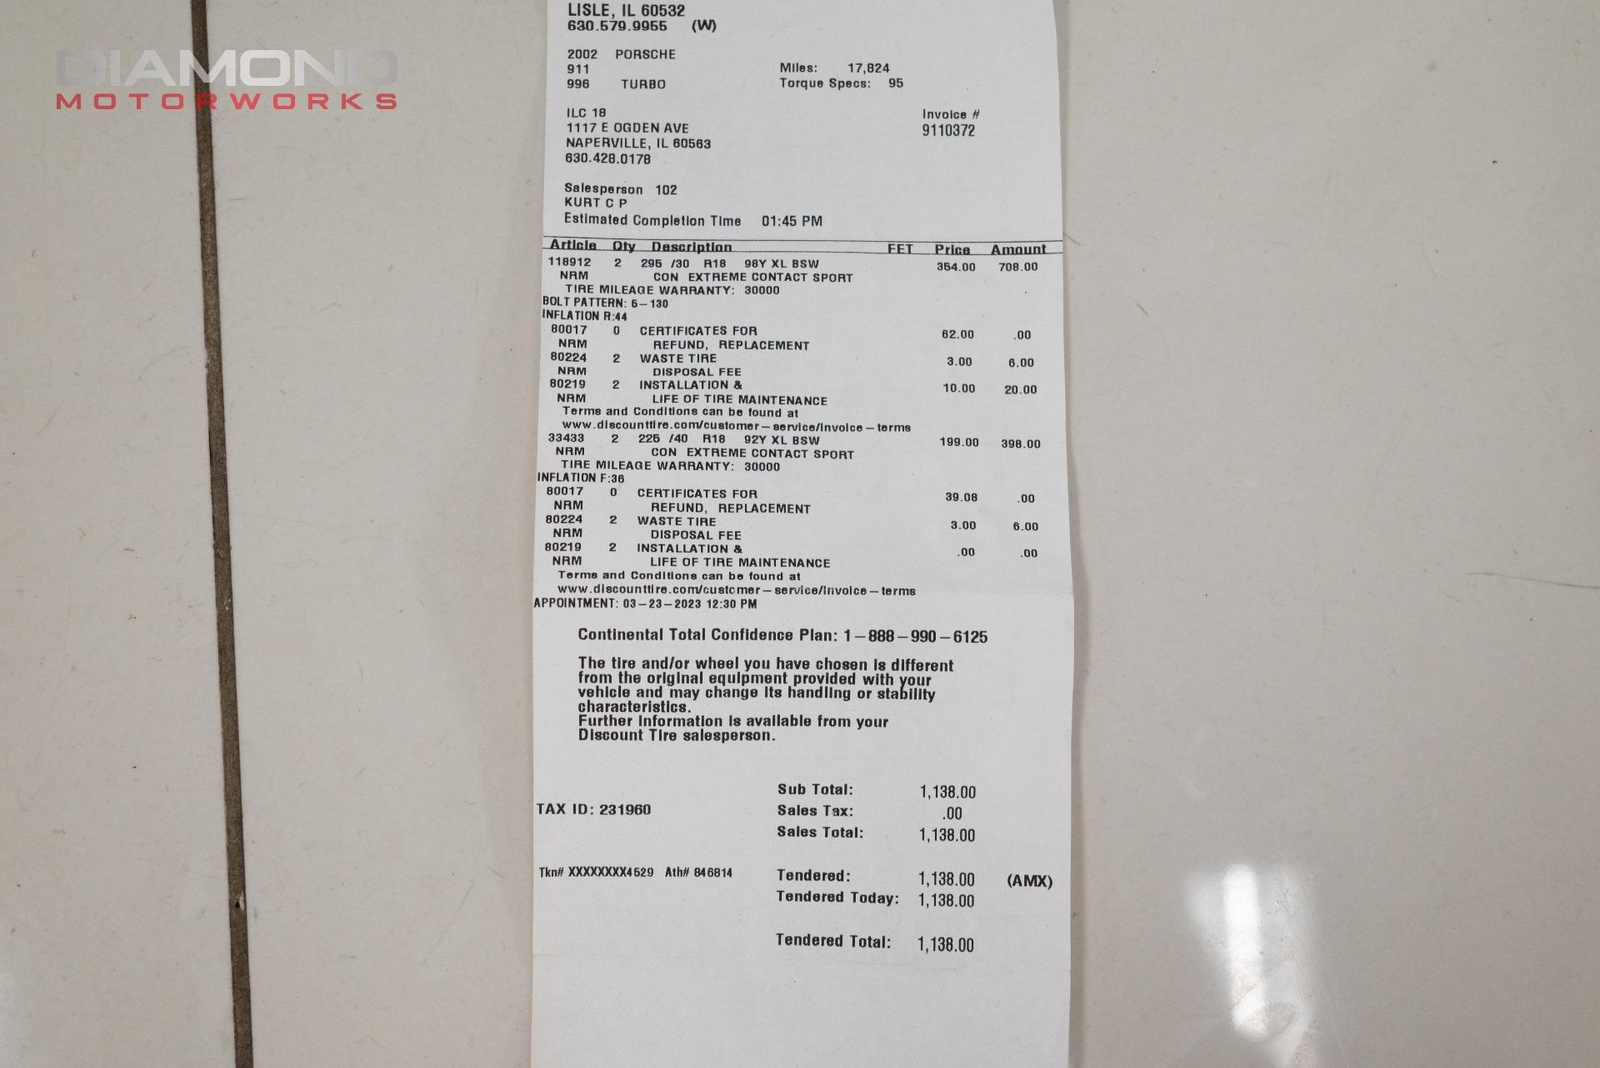 DIAMOND
MOTORWORKS
LISLE, IL 60532
630.579.9955 (W)
2002 PORSCHE
911 Miles: 17,824
996 TURBO Torque Specs: 95
ILC 18 Invoice #
1117 E OGDEN AVE 9110372
NAPERVILLE, IL 60563
630.428.0178
Salesperson 102
KURT C P
Estimated Completion Time 01:45 PM
Article Qty Description FET Price Amount
118912 2 295 /30 R18 98Y XL BSW 354.00 708.00
NRM CON EXTREME CONTACT SPORT
TIRE MILEAGE WARRANTY: 30000
BOLT PATTERN: 5-130
INFLATION R:44
80017 0 CERTIFICATES FOR 62.00 .00
NRM REFUND, REPLACEMENT
80224 2 WASTE TIRE 3.00 6.00
NRM DISPOSAL FEE
80219 2 INSTALLATION & 10.00 20.00
NRM LIFE OF TIRE MAINTENANCE
Terms and Conditions can be found at
www.discounttire.com/customer-service/invoice-terms
33433 2 225 /40 R18 92Y XL BSW 199.00 398.00
NRM CON EXTREME CONTACT SPORT
TIRE MILEAGE WARRANTY: 30000
INFLATION F:36
80017 0 CERTIFICATES FOR 39.08 .00
NRM REFUND, REPLACEMENT
80224 2 WASTE TIRE 3.00 6.00
NRM DISPOSAL FEE
80219 2 INSTALLATION & .00 .00
NRM LIFE OF TIRE MAINTENANCE
Terms and Conditions can be found at
www.discounttire.com/customer-service/invoice-terms
APPOINTMENT: 03-23-2023 12:30 PM
Continental Total Confidence Plan: 1-888-990-6125
The tire and/or wheel you have chosen is different
from the original equipment provided with your
vehicle and may change its handling or stability
characteristics.
Further information is available from your
Discount Tire salesperson.
Sub Total: 1,138.00
TAX ID: 231960 Sales Tax: .00
Sales Total: 1,138.00
Tkn# XXXXXXXX4529 Ath# 846814 Tendered: 1,138.00 (AMX)
Tendered Today: 1,138.00
Tendered Total: 1,138.00